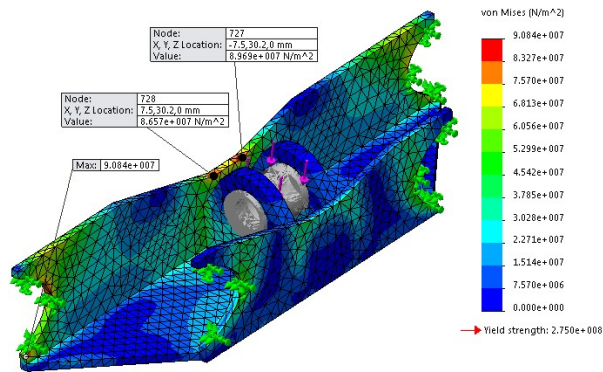 Node: 727
X, Y, Z Location: -7.5,30.2,0 mm
Value: 8.969e+007 N/m^2
Node: 728
X, Y, Z Location: 7.5,30.2,0 mm
Value: 8.657e+007 N/m^2
Max: 9.084e+007
von Mises (N/m^2)
9.084e+007
8.327e+007
7.570e+007
6.813e+007
6.056e+007
5.299e+007
4.542e+007
3.785e+007
3.028e+007
2.271e+007
1.514e+007
7.570e+006
0.000e+000
Yield strength: 2.750e+008